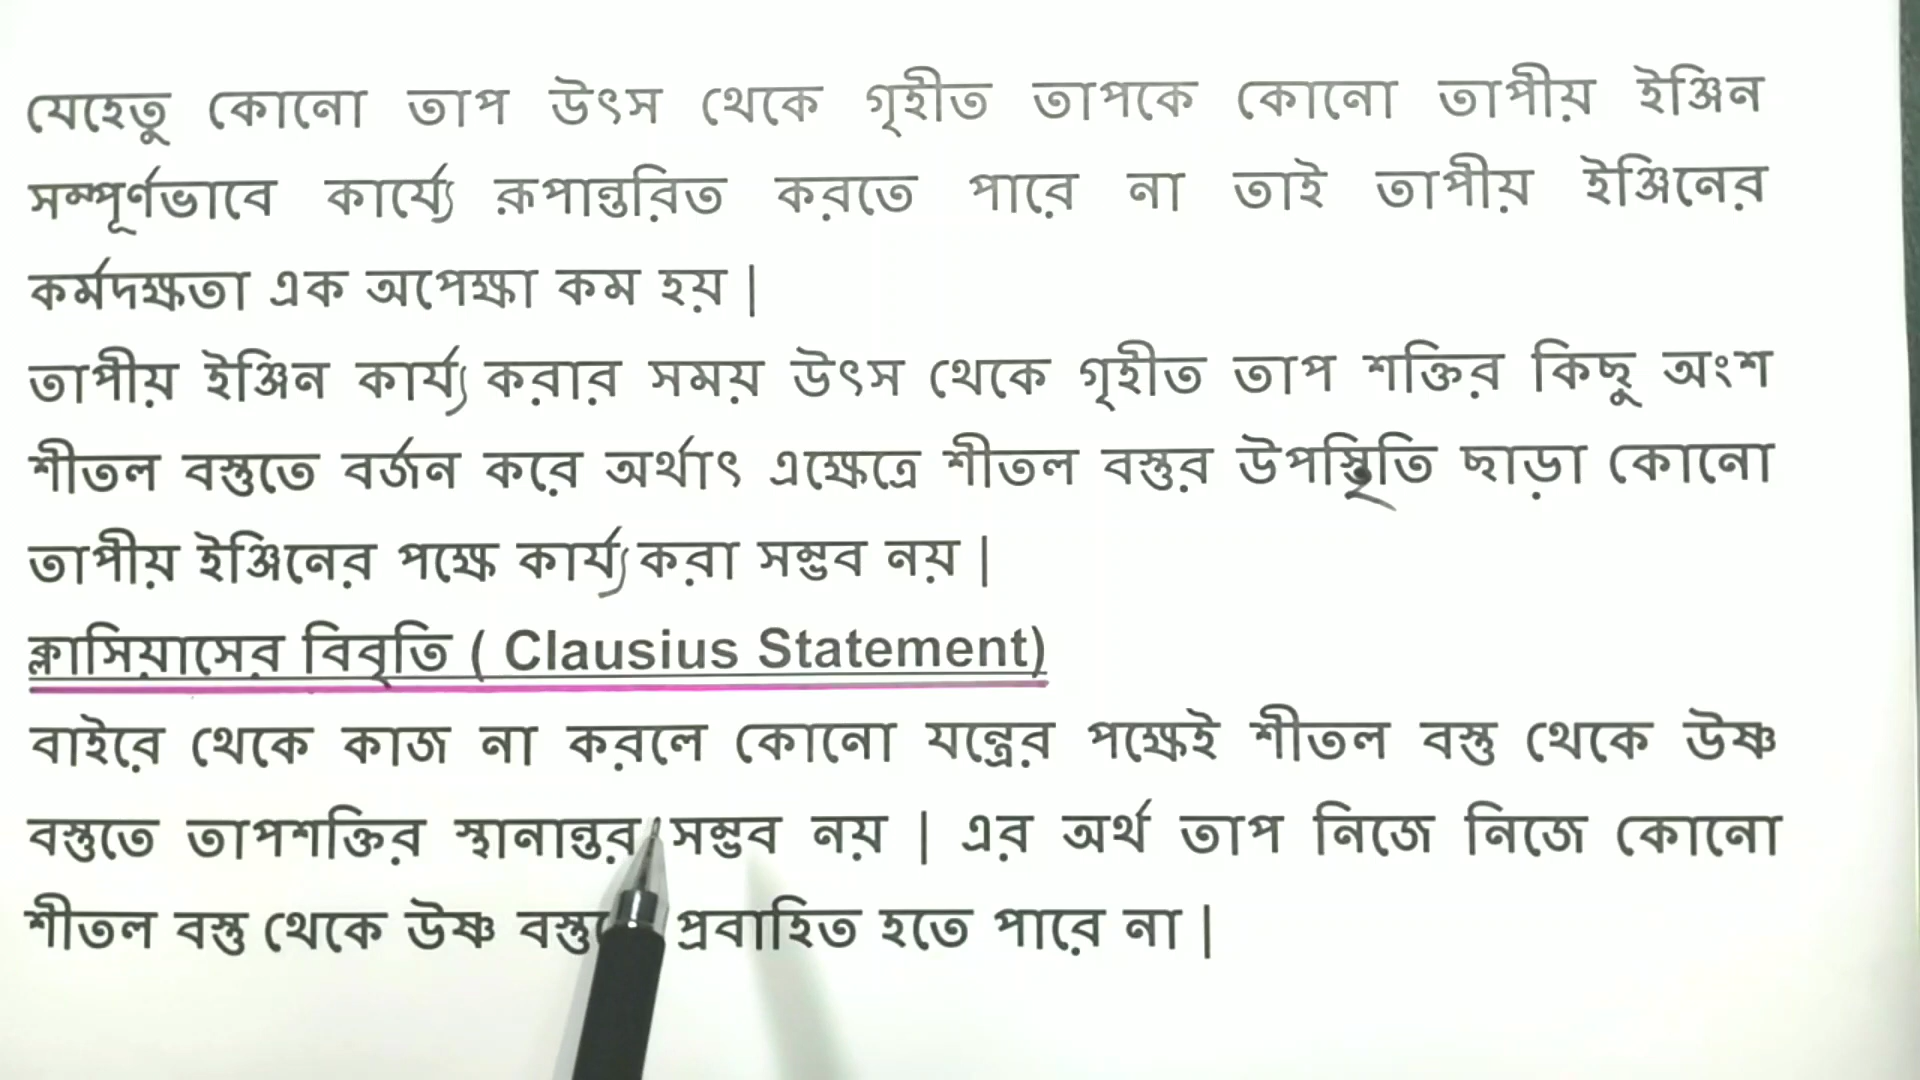 যেহেতু কোনো তাপ উৎস থেকে গৃহীত তাপকে কোনো তাপীয় ইঞ্জিন
সম্পূর্ণভাবে কার্য্যে রূপান্তরিত করতে পারে না তাই তাপীয় ইঞ্জিনের
কর্মদক্ষতা এক অপেক্ষা কম হয় |
তাপীয় ইঞ্জিন কার্য্য করার সময় উৎস থেকে গৃহীত তাপ শক্তির কিছু অংশ
শীতল বস্তুতে বর্জন করে অর্থাৎ এক্ষেত্রে শীতল বস্তুর উপস্থিতি ছাড়া কোনো
তাপীয় ইঞ্জিনের পক্ষে কার্য্য করা সম্ভব নয় |
ক্লাসিয়াসের বিবৃতি ( Clausius Statement)
বাইরে থেকে কাজ না করলে কোনো যন্ত্রের পক্ষেই শীতল বস্তু থেকে উষ্ণ
বস্তুতে তাপশক্তির স্থানান্তর সম্ভব নয় | এর অর্থ তাপ নিজে নিজে কোনো
শীতল বস্তু থেকে উষ্ণ প্রবাহিত হতে পারে না |